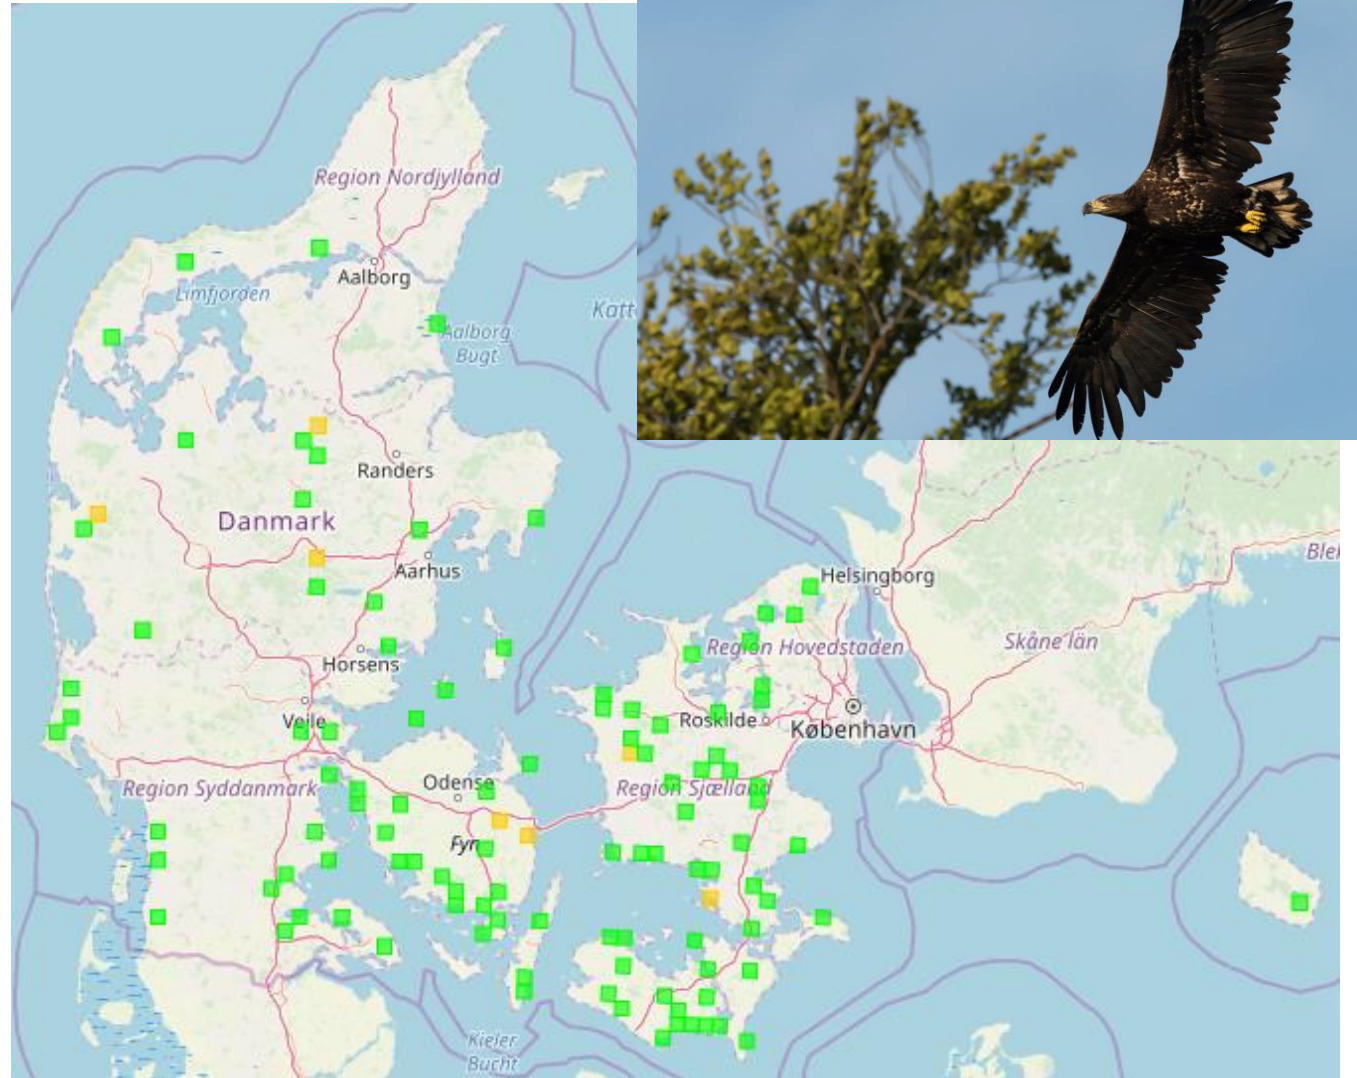 Region Nordjylland
Aalborg
Limfjorden
Aalborg
Bugt
Katt
Randers
Danmark
Aarhus
Horsens
Vejle
Region Syddanmark
Odense
Fyn
Kieler
Bucht
Helsingborg
Region Hovedstaden
Roskilde
København
Region Sjælland
Skåne län
Blek